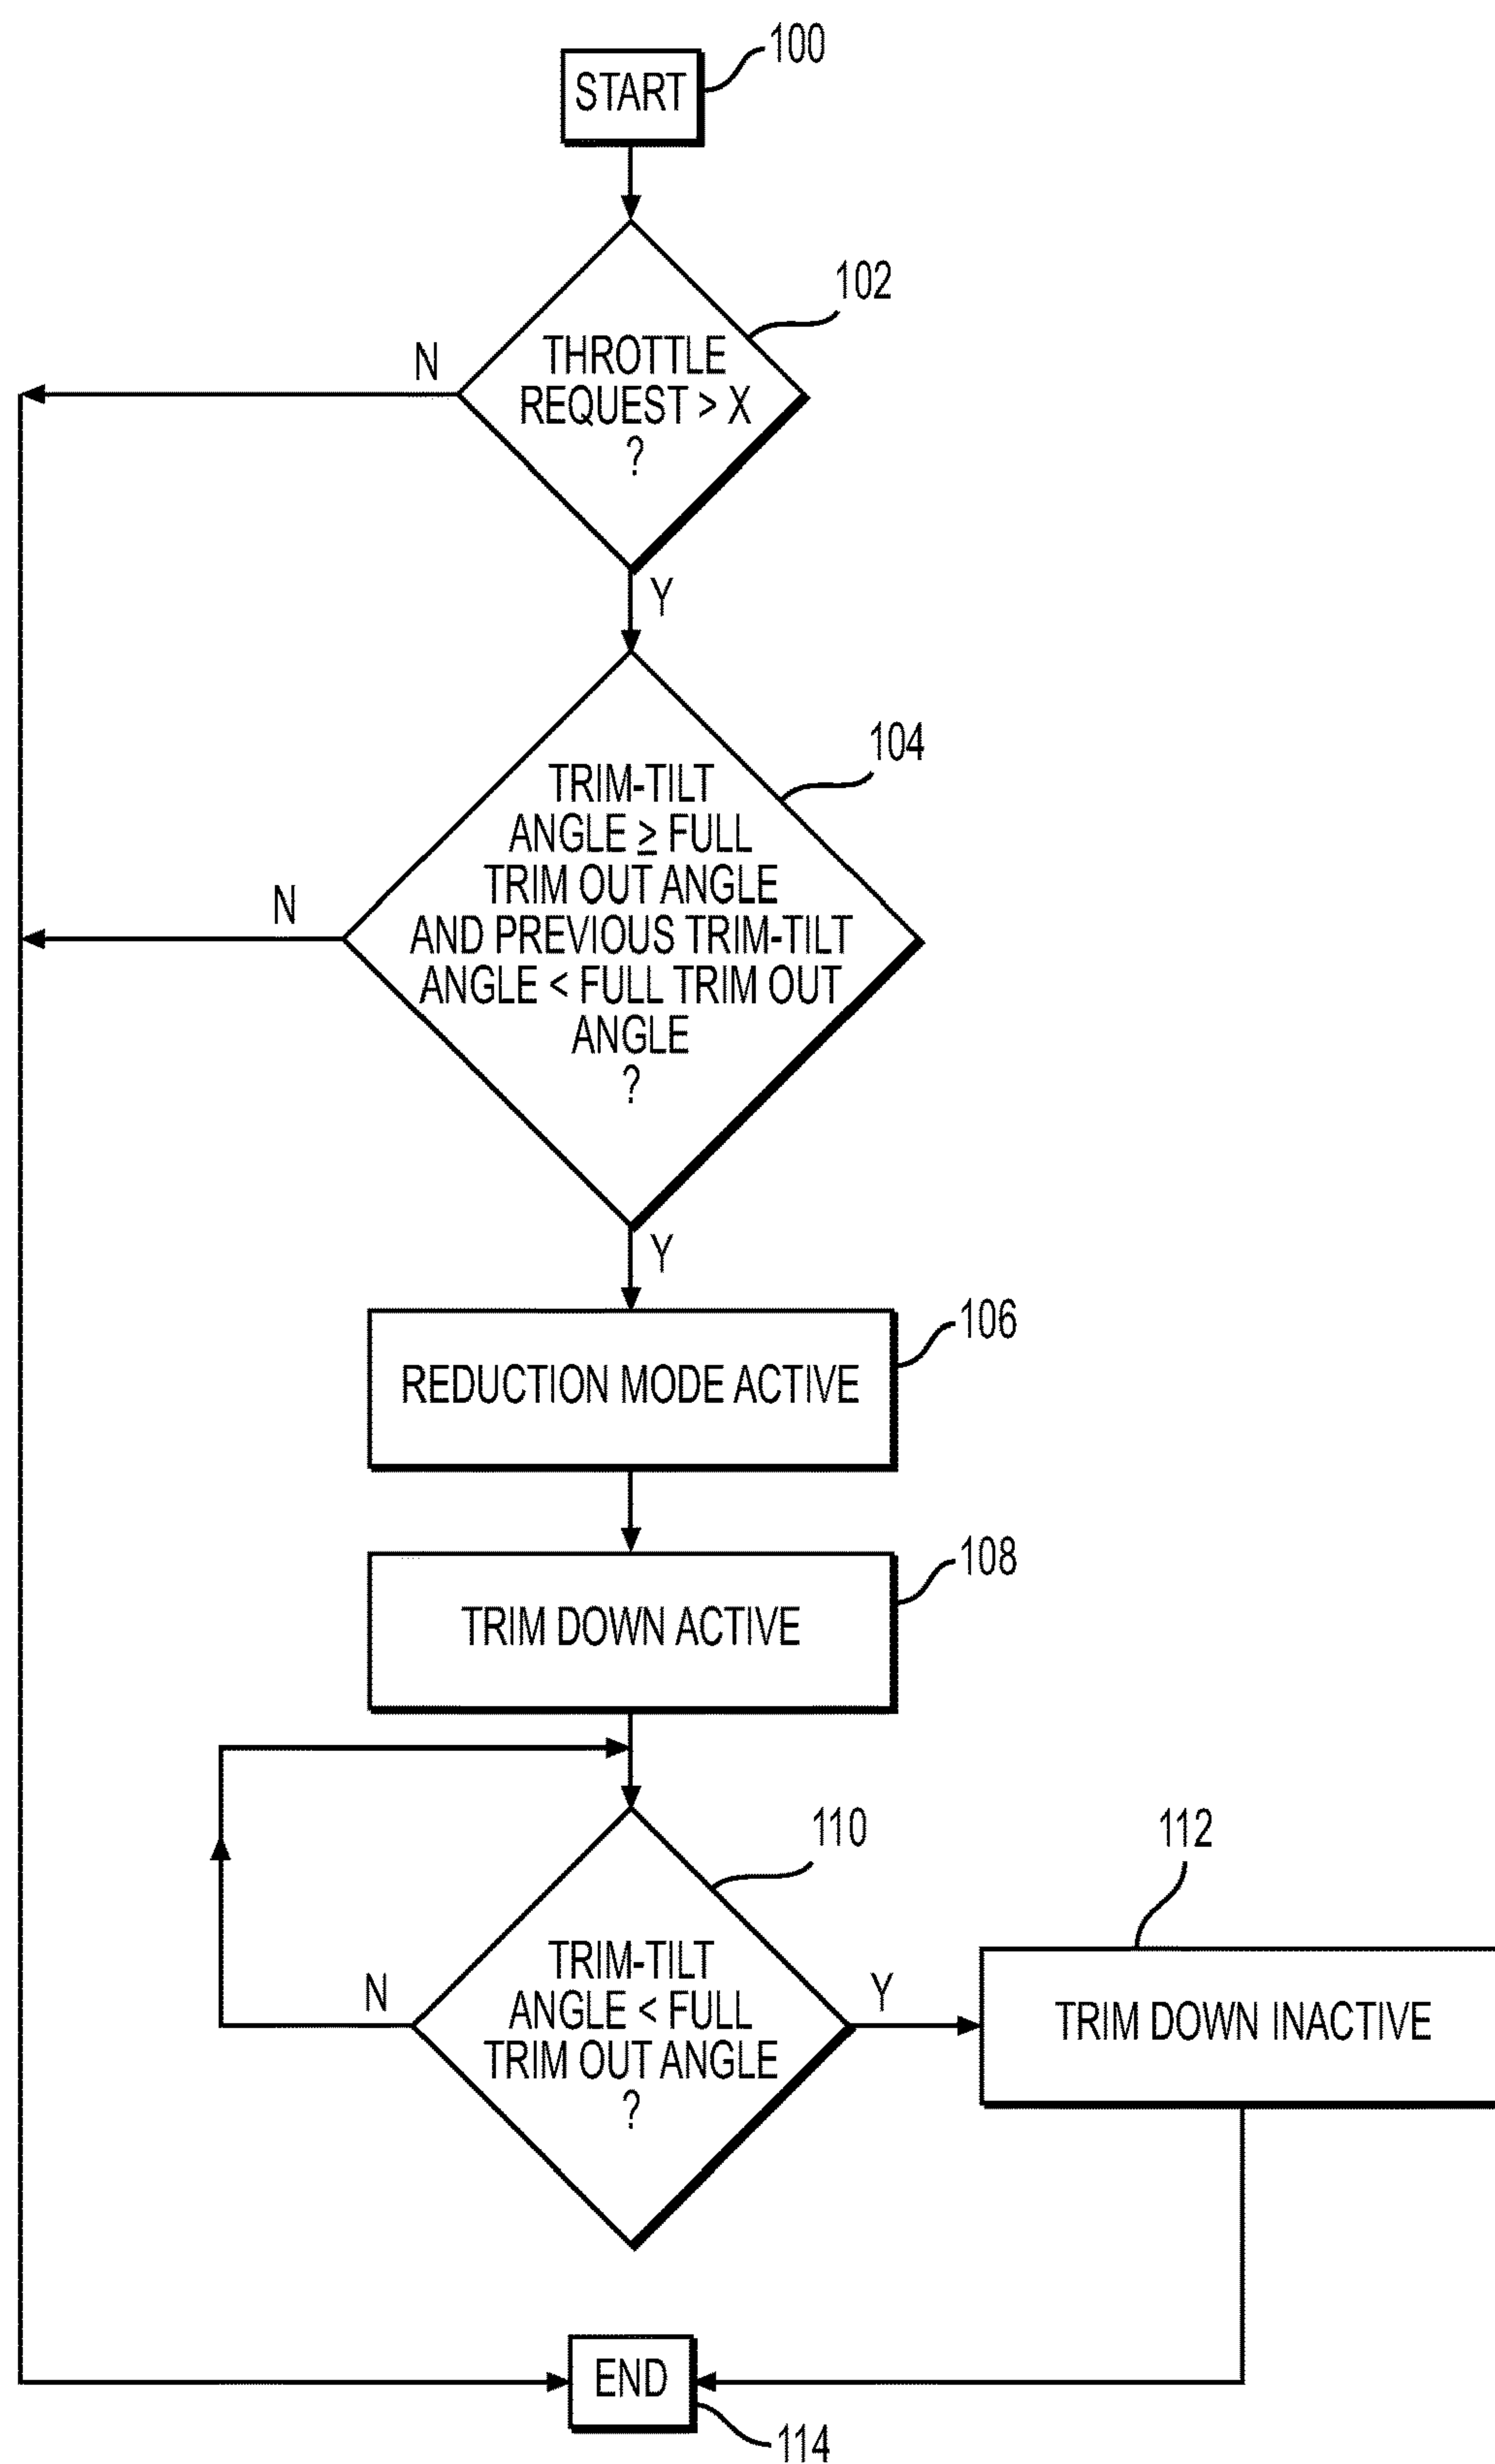 100
START
102
THROTTLE
REQUEST > X
?
N
Y
104
TRIM-TILT
ANGLE ≥ FULL
TRIM OUT ANGLE
AND PREVIOUS TRIM-TILT
ANGLE < FULL TRIM OUT
ANGLE
?
N
Y
106
REDUCTION MODE ACTIVE
108
TRIM DOWN ACTIVE
110
TRIM-TILT
ANGLE < FULL
TRIM OUT ANGLE
?
N
Y
112
TRIM DOWN INACTIVE
END
114